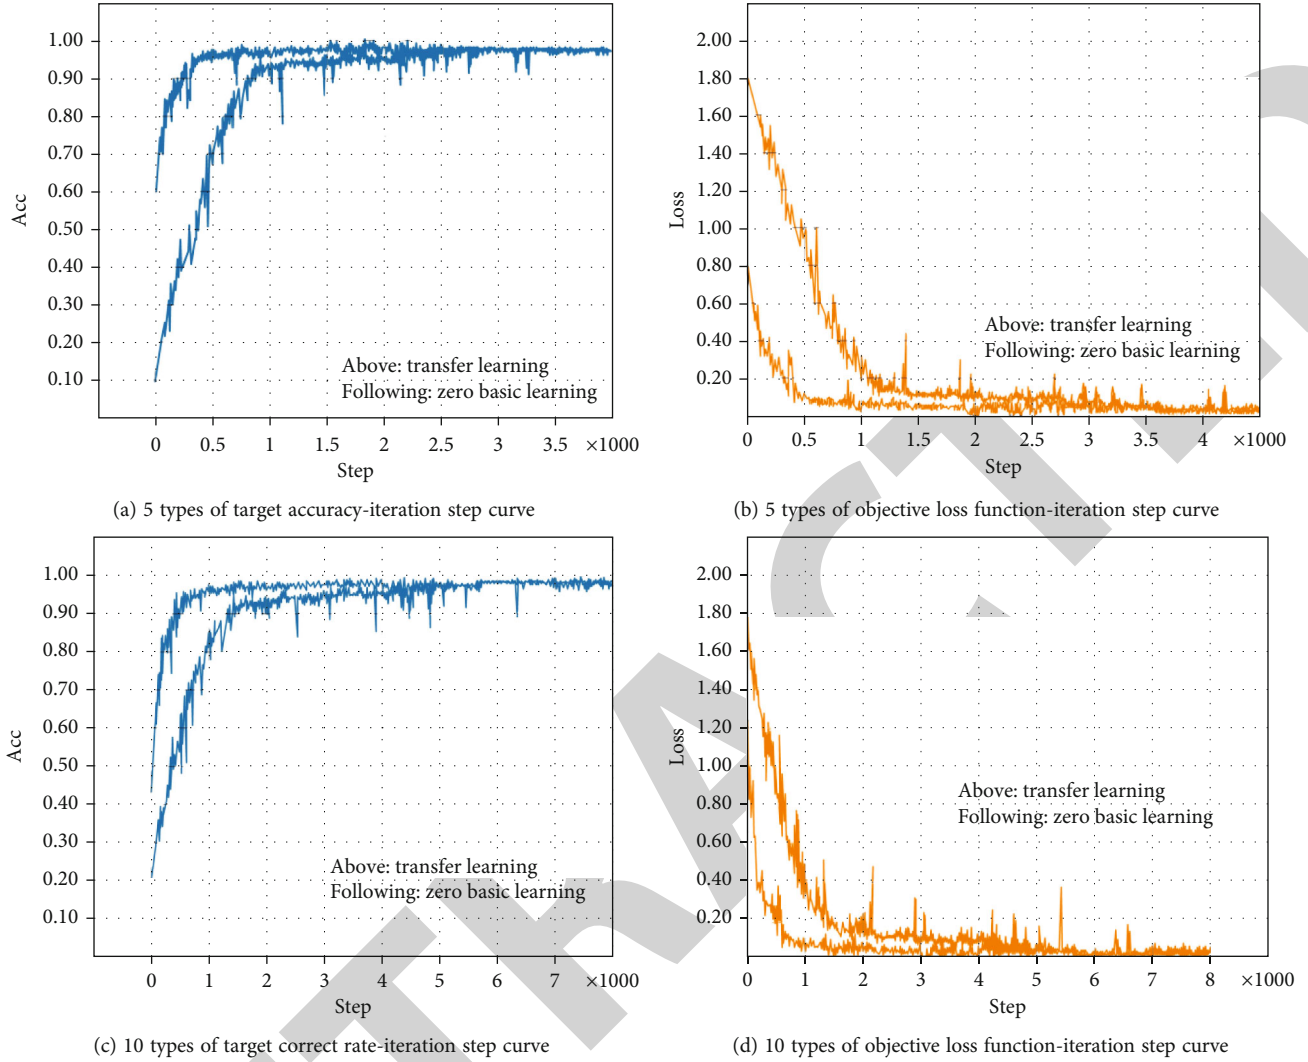 1.00
0.90
0.80
0.70
0.60
0.50
0.40
0.30
0.20
0.10
Acc
Above: transfer learning
Following: zero basic learning
0 0.5 1 1.5 2 2.5 3 3.5 ×1000
Step
(a) 5 types of target accuracy-iteration step curve
2.00
1.80
1.60
1.40
1.20
1.00
0.80
0.60
0.40
0.20
Loss
Above: transfer learning
Following: zero basic learning
0 0.5 1 1.5 2 2.5 3 3.5 4 ×1000
Step
(b) 5 types of objective loss function-iteration step curve
1.00
0.90
0.80
0.70
0.60
0.50
0.40
0.30
0.20
0.10
Acc
Above: transfer learning
Following: zero basic learning
0 1 2 3 4 5 6 7 ×1000
Step
(c) 10 types of target correct rate-iteration step curve
2.00
1.80
1.60
1.40
1.20
1.00
0.80
0.60
0.40
0.20
Loss
Above: transfer learning
Following: zero basic learning
0 1 2 3 4 5 6 7 8 ×1000
Step
(d) 10 types of objective loss function-iteration step curve